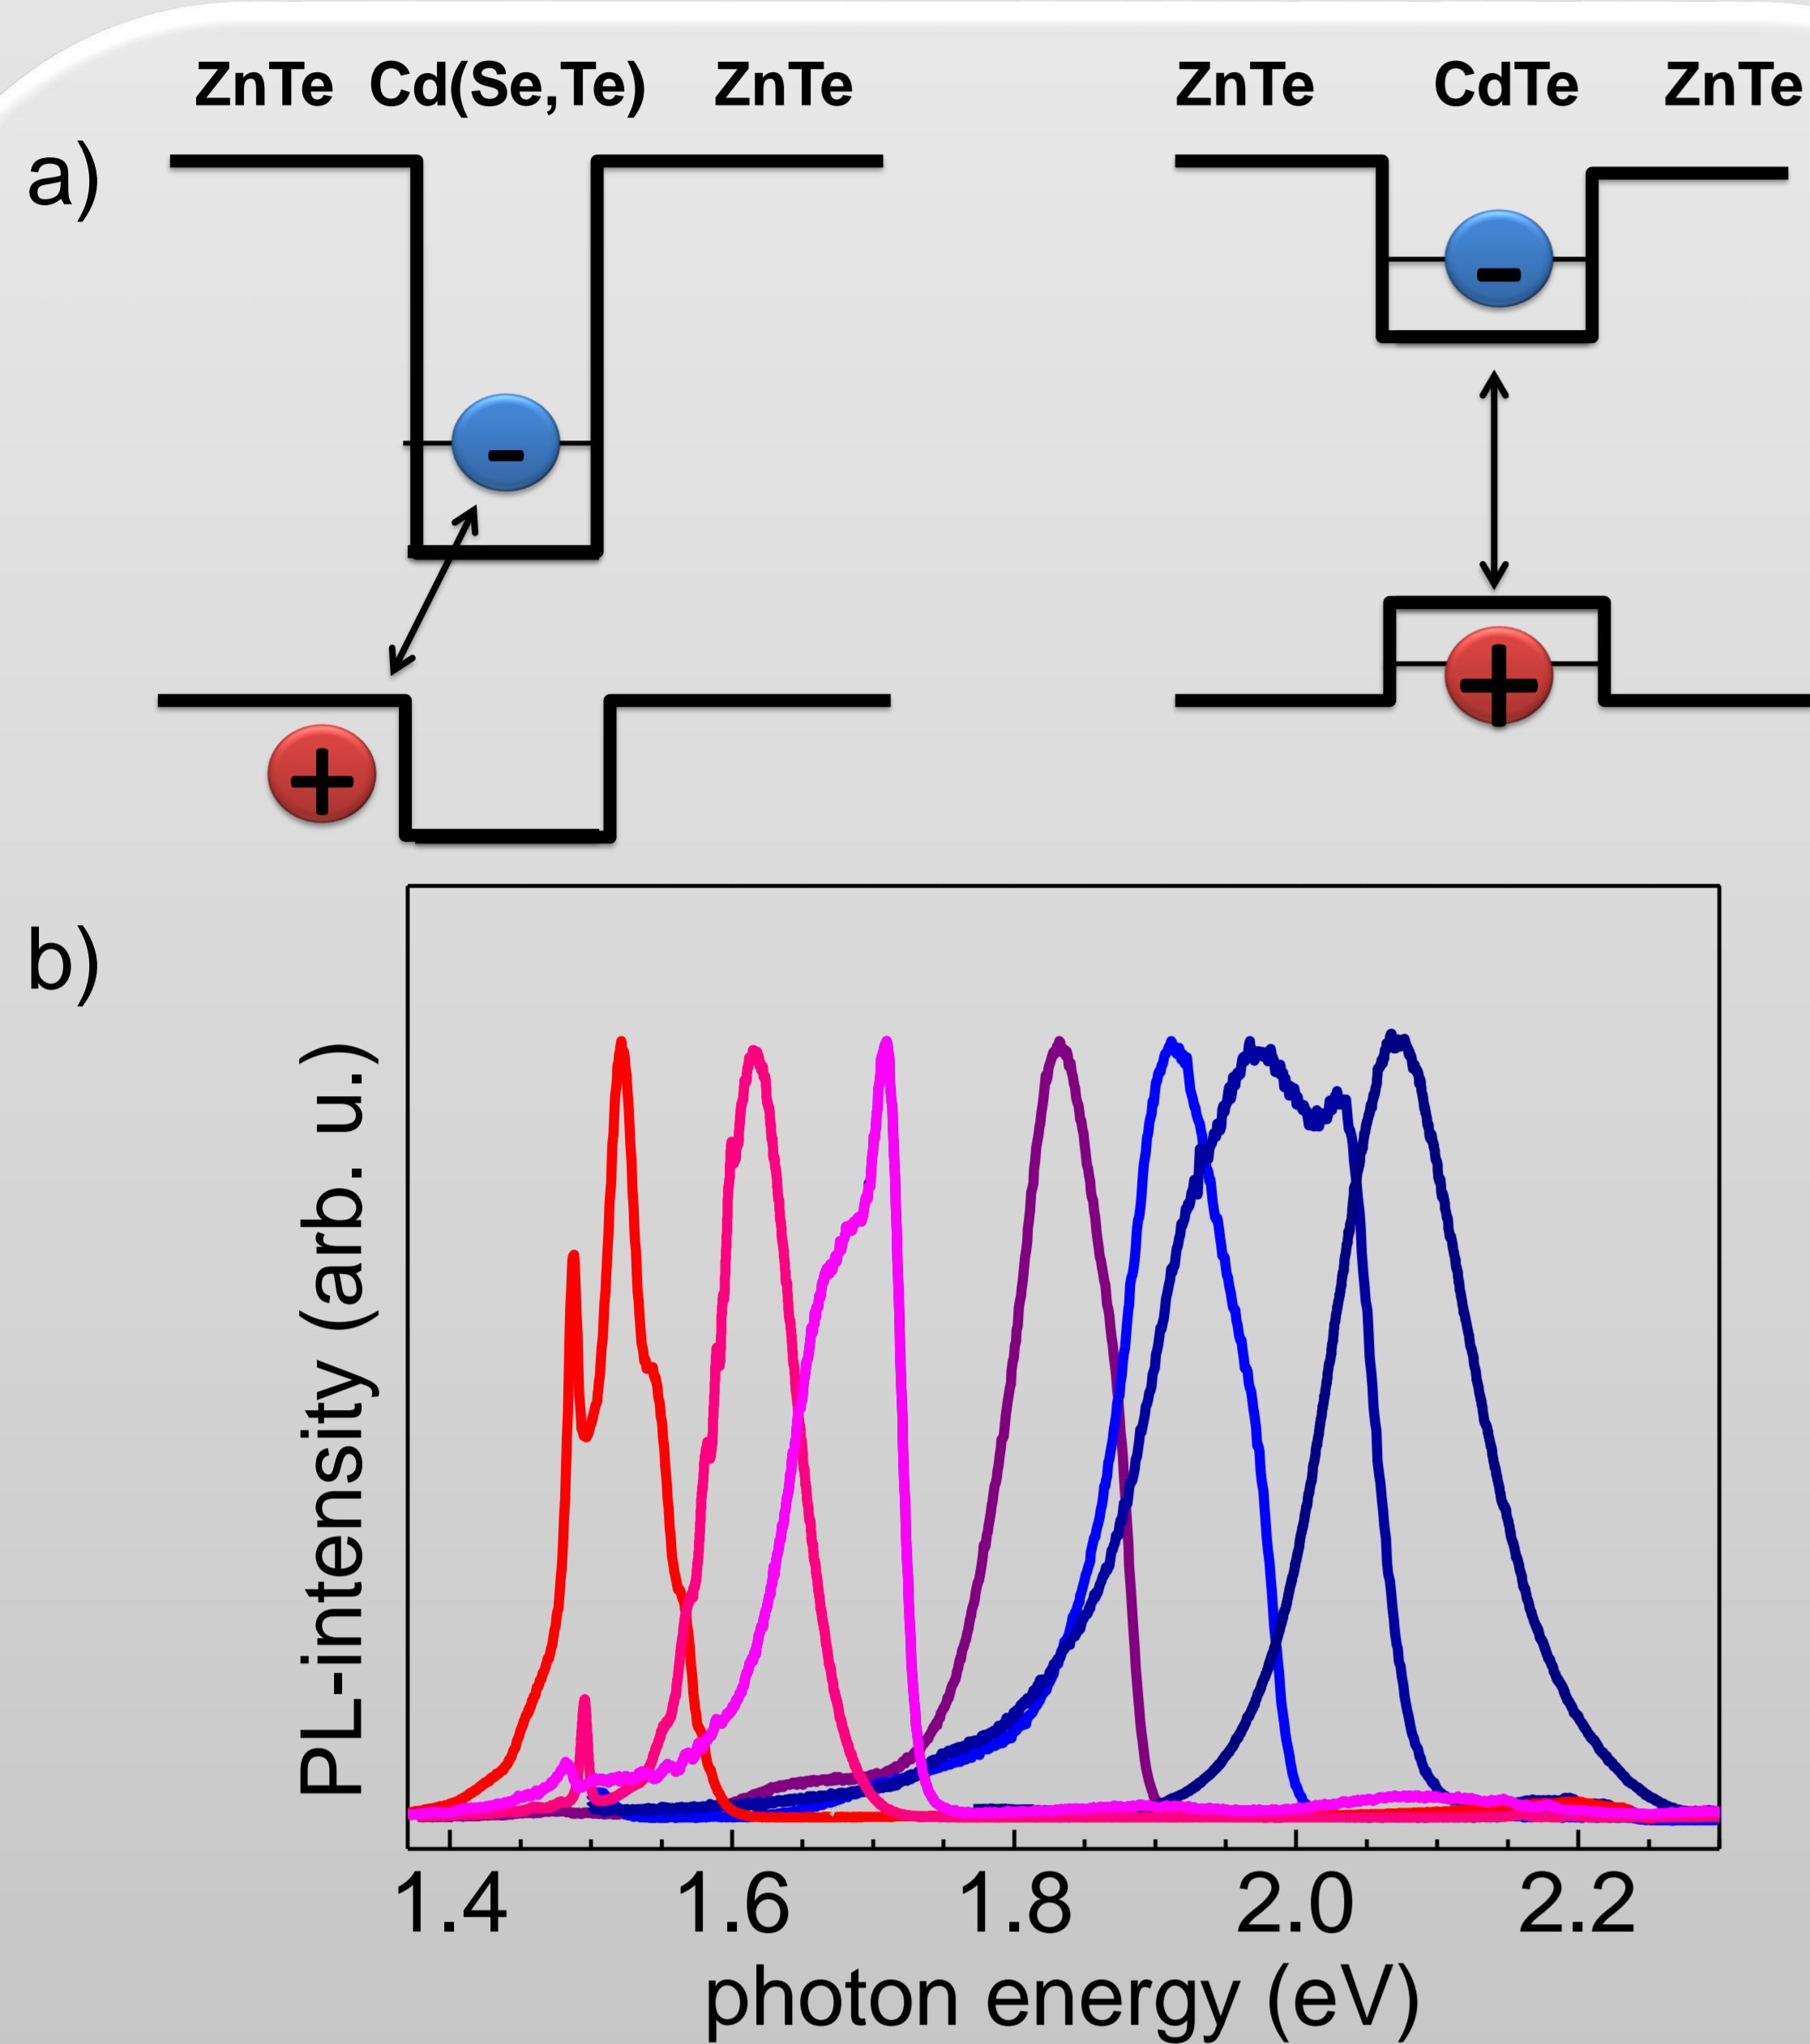 ZnTe Cd(Se,Te) ZnTe ZnTe CdTe ZnTe
a)
-
-
+
+
b)
PL-intensity (arb. u.)
1.4 1.6 1.8 2.0 2.2
photon energy (eV)